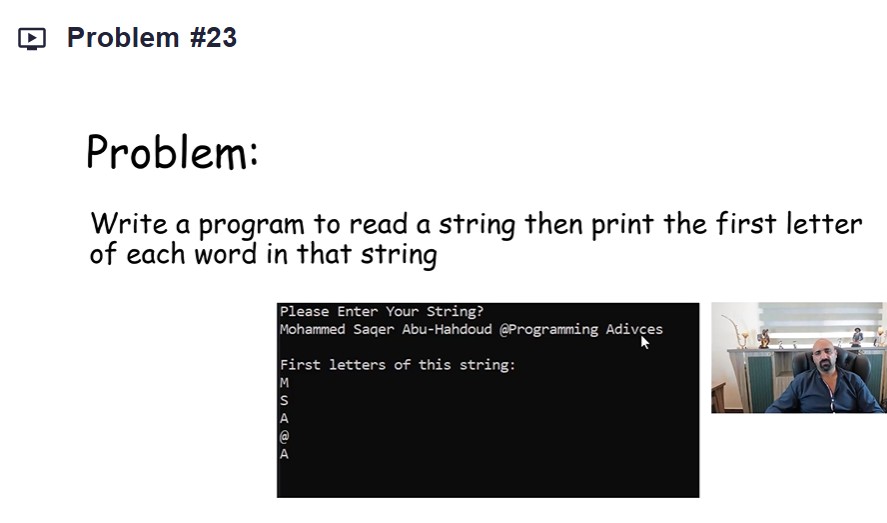 Problem #23
Problem:
Write a program to read a string then print the first letter
of each word in that string
Please Enter Your String?
Mohammed Saqer Abu-Hahdoud @Programming Adivces
First letters of this string:
M
S
A
@
A